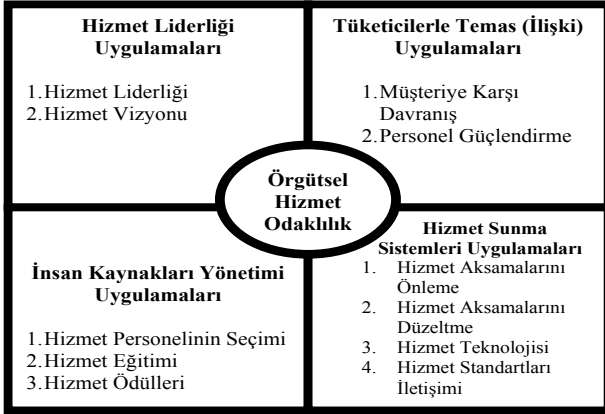 Hizmet Liderliği
Uygulamaları
1.Hizmet Liderliği
2.Hizmet Vizyonu
Tüketicilerle Temas (İlişki)
Uygulamaları
1.Müşteriye Karşı
Davranış
2.Personel Güçlendirme
Örgütsel
Hizmet
Odaklılık
İnsan Kaynakları Yönetimi
Uygulamaları
1.Hizmet Personelinin Seçimi
2.Hizmet Eğitimi
3.Hizmet Ödülleri
Hizmet Sunma
Sistemleri Uygulamaları
1. Hizmet Aksamalarını
Önleme
2. Hizmet Aksamalarını
Düzeltme
3. Hizmet Teknolojisi
4. Hizmet Standartları
İletişimi